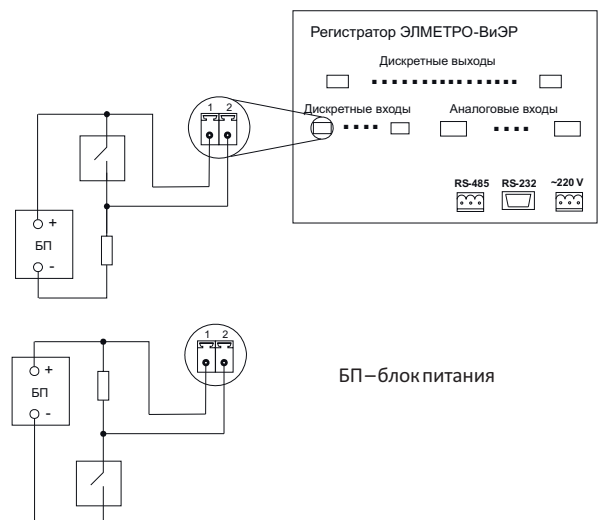 Регистратор ЭЛМЕТРО-ВиЭР
Дискретные выходы
Дискретные входы
Аналоговые входы
RS-485 RS-232 ~220 V
1 2
+
БП
-
1 2
+
БП
-
БП–блок питания